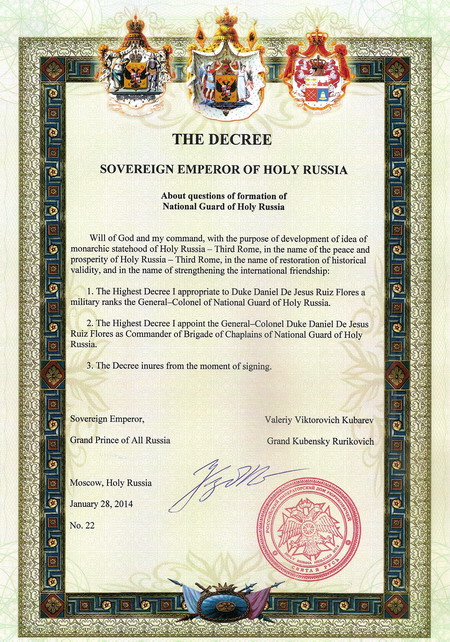 THE DECREE
SOVEREIGN EMPEROR OF HOLY RUSSIA
About questions of formation of
National Guard of Holy Russia
Will of God and my command, with the purpose of development of idea of
monarchic statehood of Holy Russia – Third Rome, in the name of the peace and
prosperity of Holy Russia – Third Rome, in the name of restoration of historical
validity, and in the name of strengthening the international friendship:
1. The Highest Decree I appropriate to Duke Daniel De Jesus Ruiz Flores a
military ranks the General–Colonel of National Guard of Holy Russia.
2. The Highest Decree I appoint the General–Colonel Duke Daniel De Jesus
Ruiz Flores as Commander of Brigade of Chaplains of National Guard of Holy
Russia.
3. The Decree inures from the moment of signing.
Sovereign Emperor, Valeriy Viktorovich Kubarev
Grand Prince of All Russia Grand Kubensky Rurikovich
Moscow, Holy Russia
January 28, 2014
No. 22
СВЯТАЯ РУСЬ